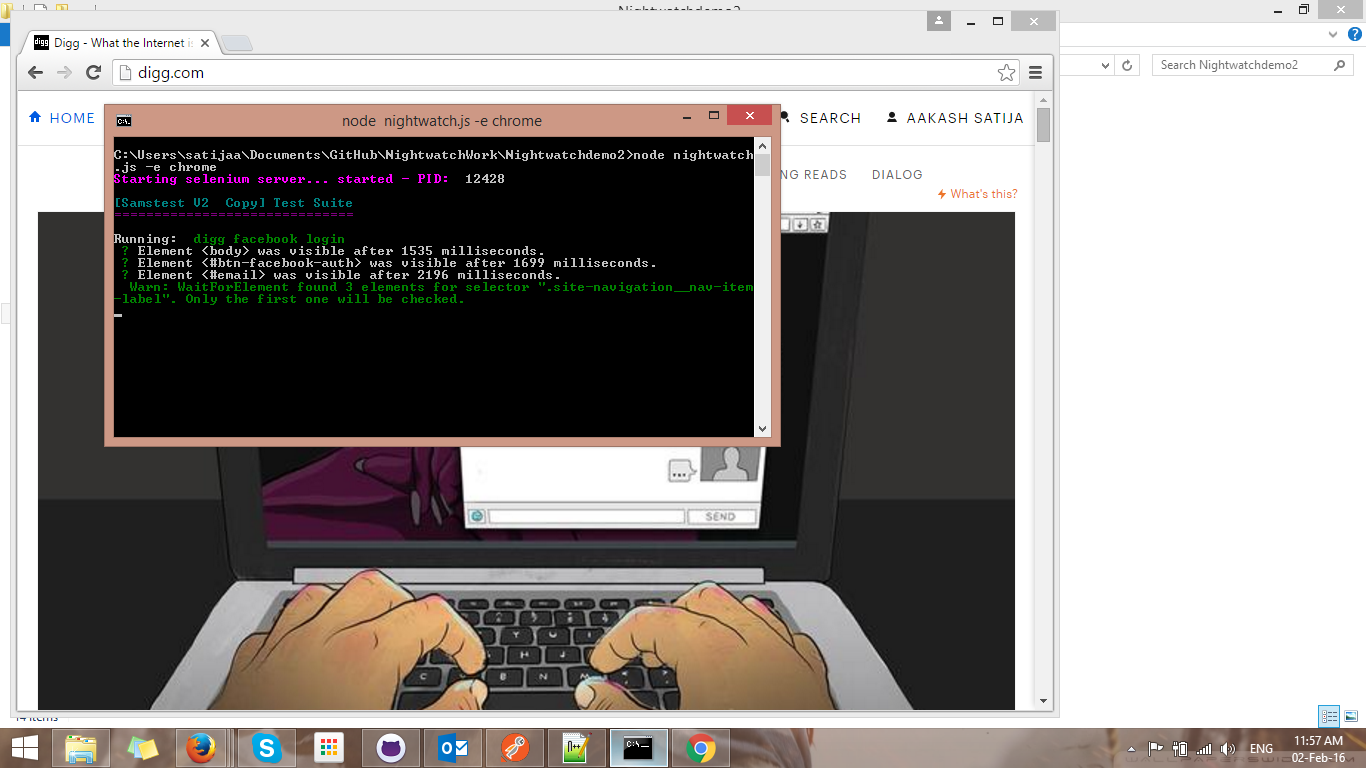 Nightwatchdemo2
digg Digg - What the Internet is
digg.com
Search Nightwatchdemo2
HOME
SEARCH
AAKASH SATIJA
NG READS
DIALOG
What's this?
node nightwatch.js -e chrome
C:\Users\satijaa\Documents\GitHub\NightwatchWork\Nightwatchdemo2>node nightwatch
.js -e chrome
Starting selenium server... started - PID: 12428
[Samstest V2 Copy] Test Suite
==============================
Running: digg facebook login
? Element <body> was visible after 1535 milliseconds.
? Element <#btn-facebook-auth> was visible after 1699 milliseconds.
? Element <#email> was visible after 2196 milliseconds.
Warn: WaitForElement found 3 elements for selector ".site-navigation__nav-item
-label". Only the first one will be checked.
SEND
Y U
H J
C V B N M
14 items
ENG
11:57 AM
02-Feb-16